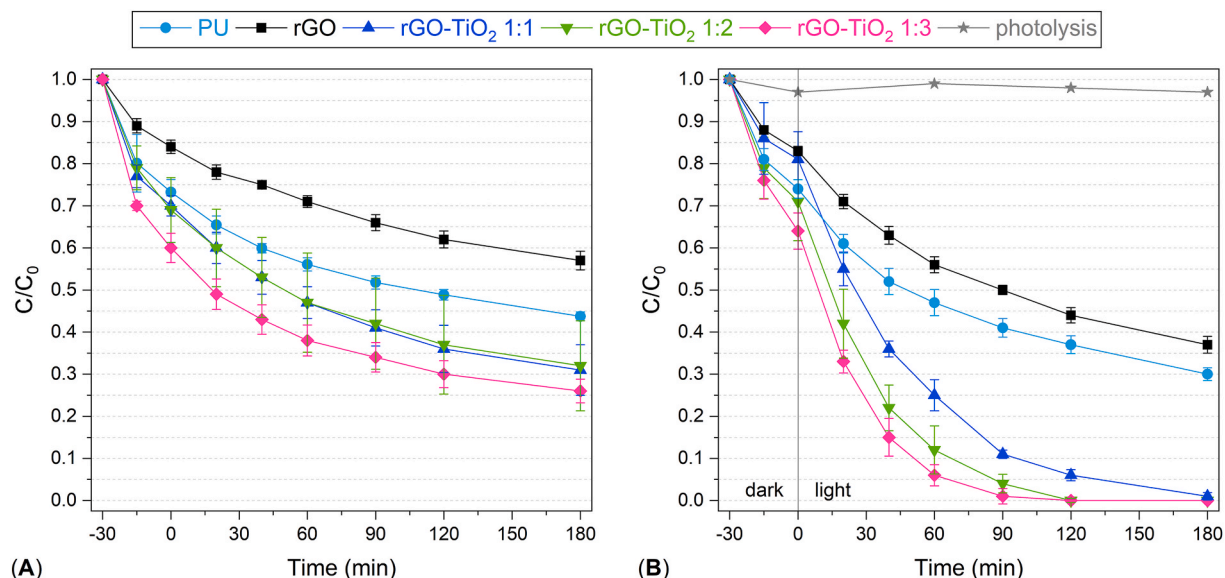 PU rGO rGO-TiO₂ 1:1 rGO-TiO₂ 1:2 rGO-TiO₂ 1:3 photolysis
1.0
0.9
0.8
0.7
0.6
0.5
0.4
0.3
0.2
0.1
0.0
C/C₀
-30 0 30 60 90 120 150 180
Time (min)
(A)
1.0
0.9
0.8
0.7
0.6
0.5
0.4
0.3
0.2
0.1
0.0
C/C₀
dark light
-30 0 30 60 90 120 150 180
Time (min)
(B)